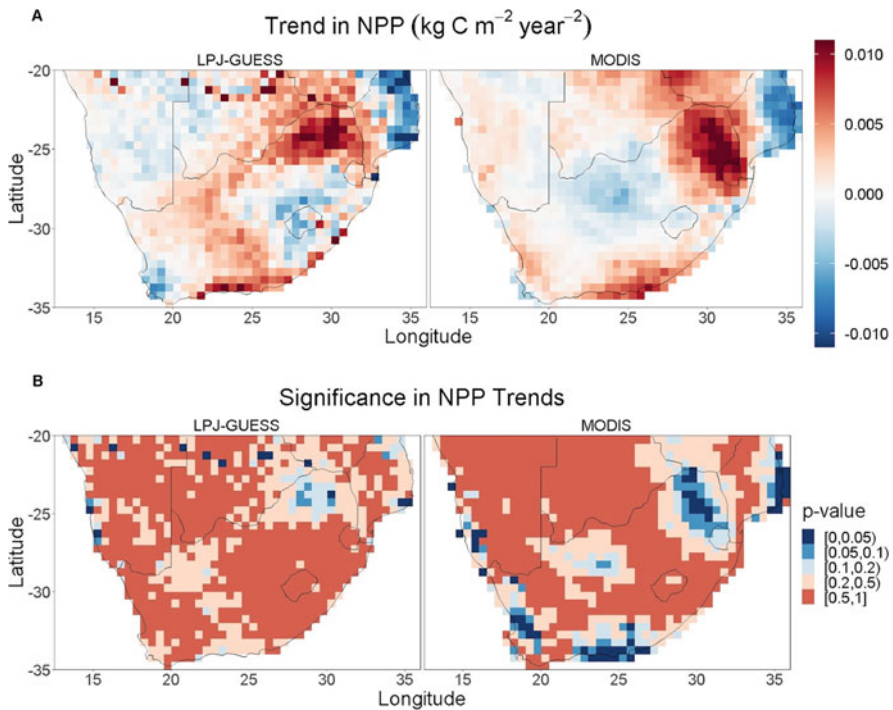 A
Trend in NPP (kg C m⁻² year⁻²)
LPJ-GUESS
MODIS
-20
-25
-30
-35
Latitude
15
20
25
30
35
15
20
25
30
35
Longitude
0.010
0.005
0.000
-0.005
-0.010
B
Significance in NPP Trends
LPJ-GUESS
MODIS
-20
-25
-30
-35
Latitude
15
20
25
30
35
15
20
25
30
35
Longitude
p-value
[0,0.05)
[0.05,0.1)
[0.1,0.2)
[0.2,0.5)
[0.5,1]